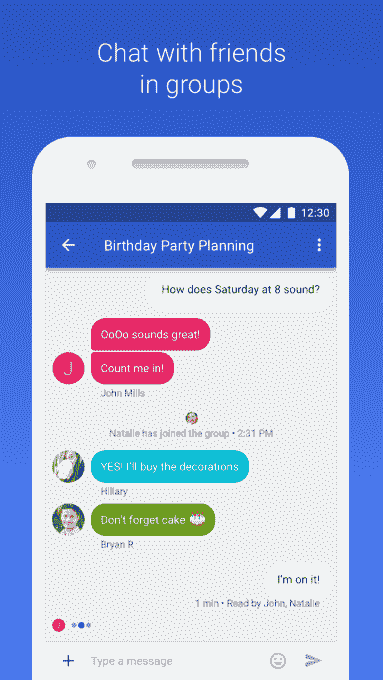 Chat with friends
in groups
12:30
Birthday Party Planning
How does Saturday at 8 sound?
OoOo sounds great!
J
Count me in!
John Mills
Natalie has joined the group • 2:31 PM
YES! I'll buy the decorations
Hillary
Don't forget cake 🎂
Bryan R
I'm on it!
1 min • Read by John, Natalie
J
Type a message